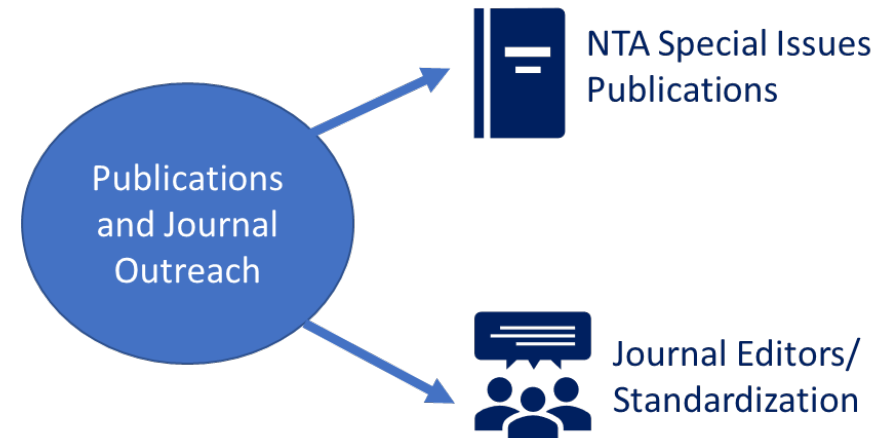 NTA Special Issues
Publications
Publications
and Journal
Outreach
Journal Editors/
Standardization